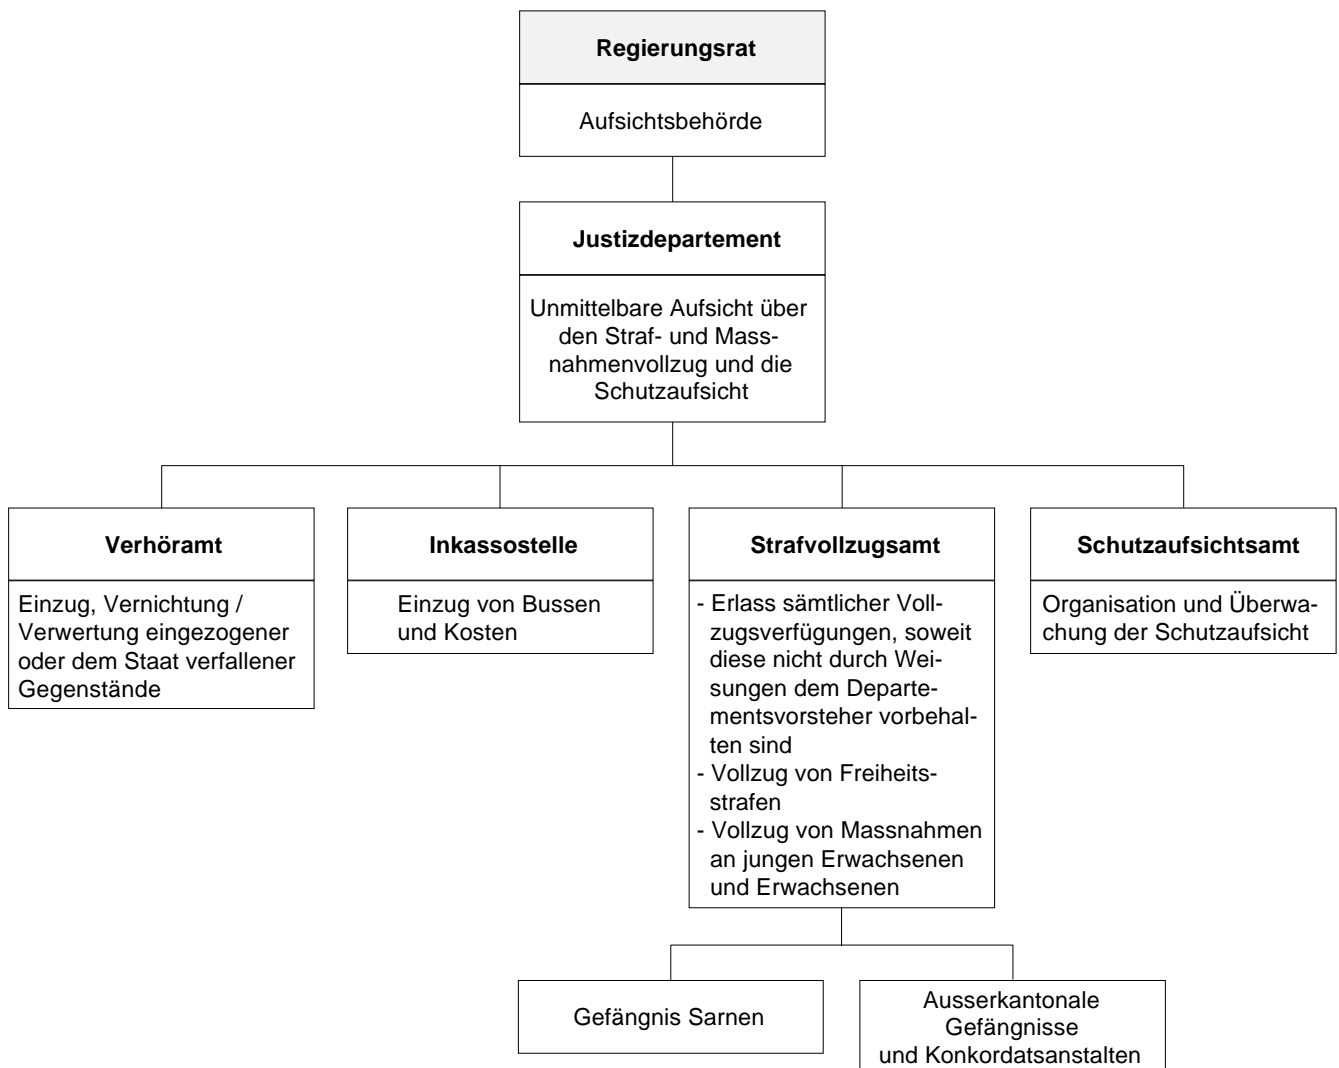 Regierungsrat
Aufsichtsbehörde
Justizdepartement
Unmittelbare Aufsicht über
den Straf- und Mass-
nahmenvollzug und die
Schutzaufsicht
Verhöramt
Einzug, Vernichtung /
Verwertung eingezogener
oder dem Staat verfallener
Gegenstände
Inkassostelle
Einzug von Bussen
und Kosten
Strafvollzugsamt
- Erlass sämtlicher Voll-
zugsverfügungen, soweit
diese nicht durch Wei-
sungen dem Departe-
mentsvorsteher vorbehal-
ten sind
- Vollzug von Freiheits-
strafen
- Vollzug von Massnahmen
an jungen Erwachsenen
und Erwachsenen
Schutzaufsichtsamt
Organisation und Überwa-
chung der Schutzaufsicht
Gefängnis Sarnen
Ausserkantonale
Gefängnisse
und Konkordatsanstalten